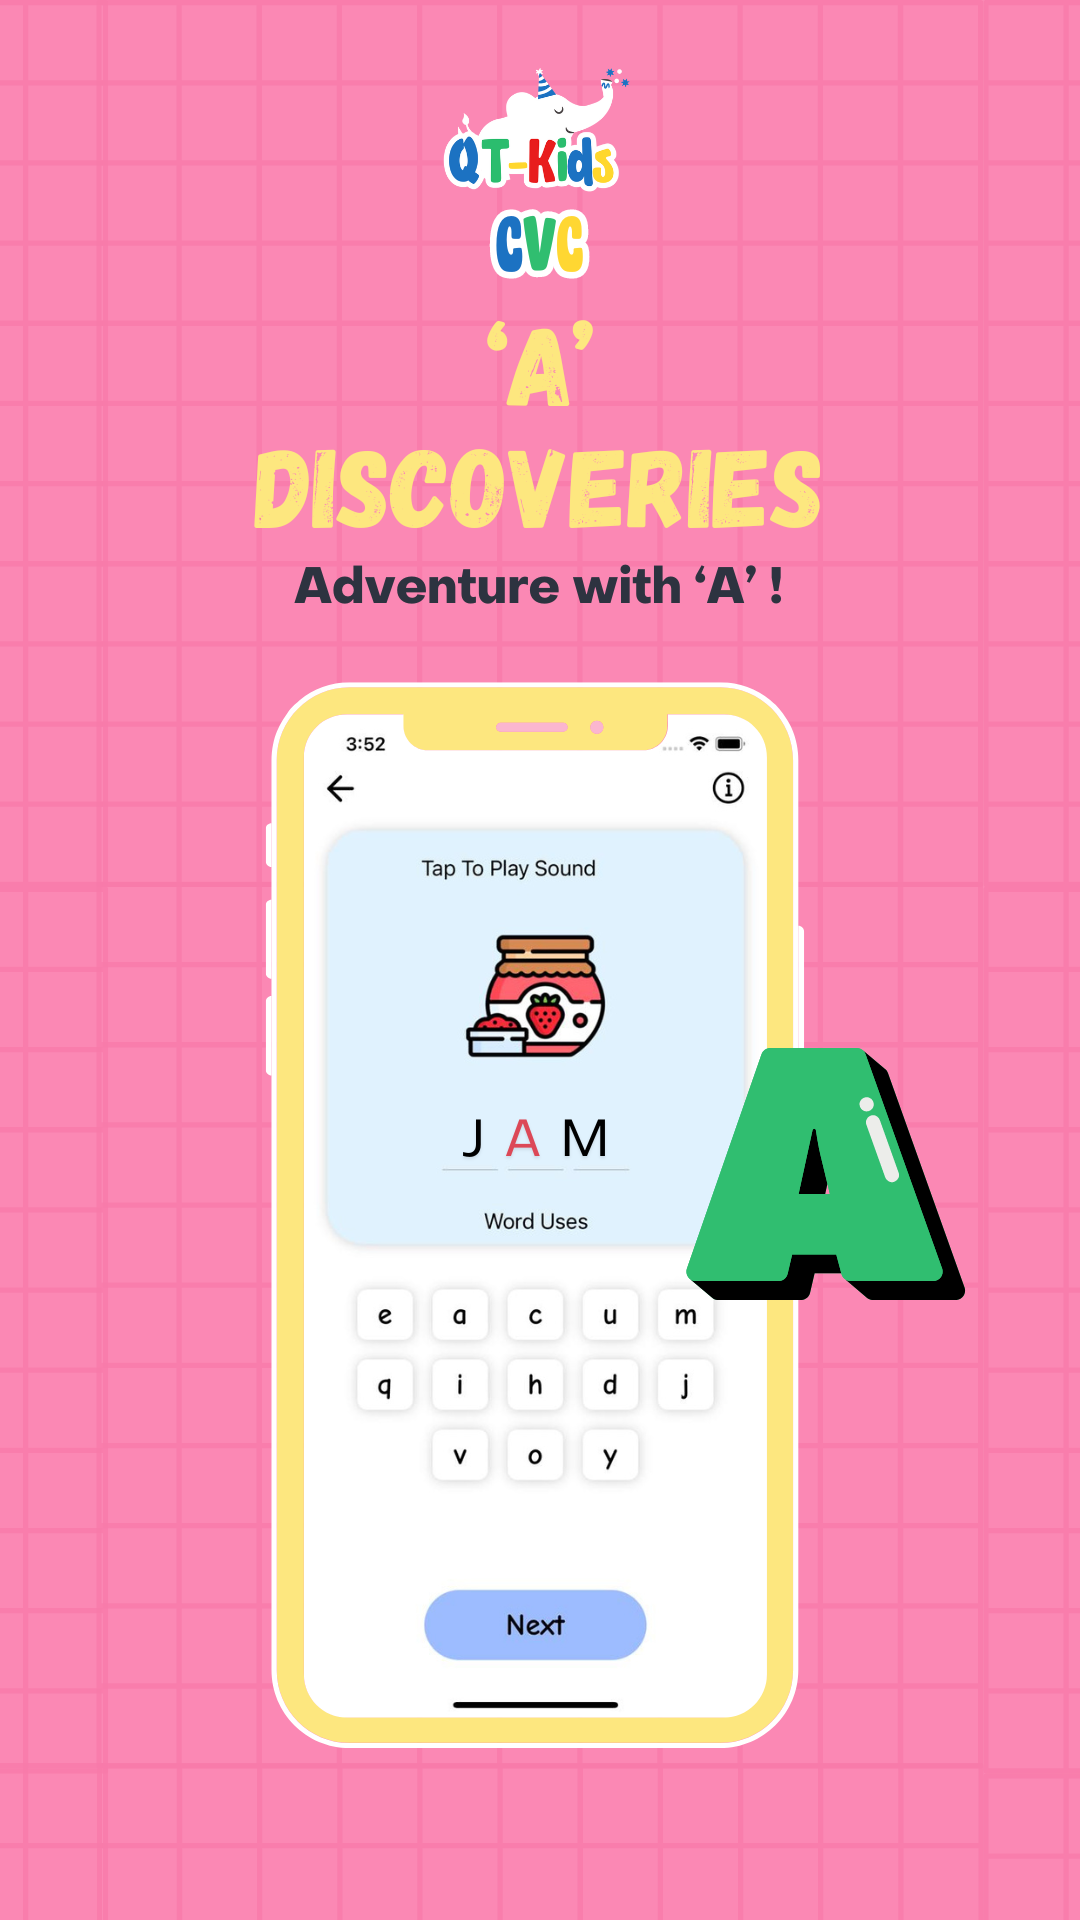 QT-Kids
CVC
‘A’
DISCOVERIES
Adventure with ‘A’ !
3:52
Tap To Play Sound
J A M
Word Uses
A
e a c u m
q i h d j
v o y
Next